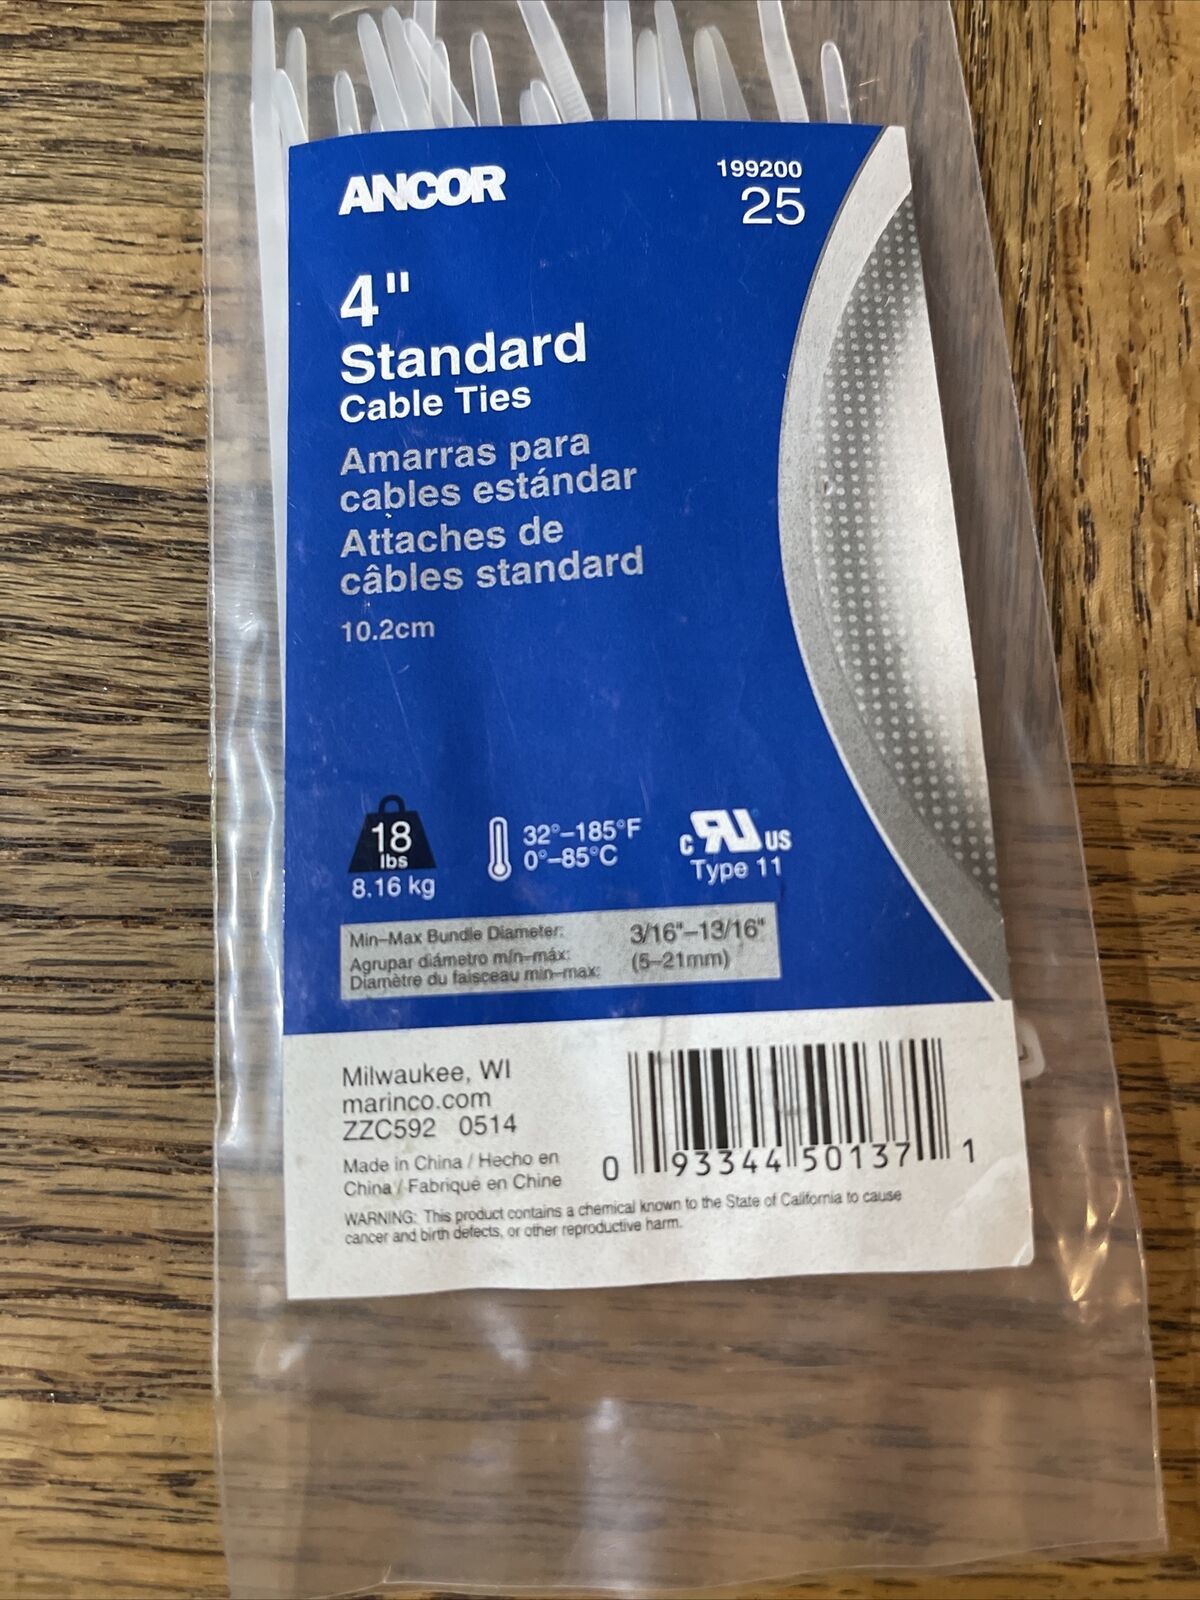 ANCOR
199200
25
4"
Standard
Cable Ties
Amarras para
cables estándar
Attaches de
câbles standard
10.2cm
18
lbs
8.16 kg
32°–185°F
0°–85°C
c RU US
Type 11
Min–Max Bundle Diameter:
Agrupar diámetro mín–máx:
Diamètre du faisceau min–max:
3/16"–13/16"
(5–21mm)
Milwaukee, WI
marinco.com
ZZC592 0514
Made in China / Hecho en
China / Fabriqué en Chine
0 93344 50137 1
WARNING: This product contains a chemical known to the State of California to cause
cancer and birth defects, or other reproductive harm.